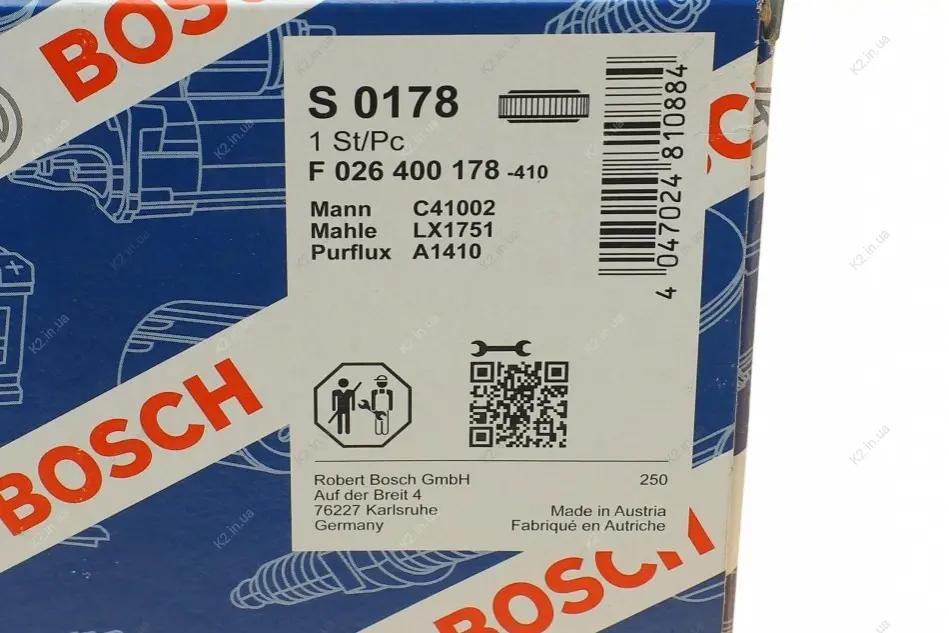 BOSCH
S 0178
1 St/Pc
F 026 400 178 -410
Mann C41002
Mahle LX1751
Purflux A1410
4 047024 810884
BOSCH
Robert Bosch GmbH
Auf der Breit 4
76227 Karlsruhe
Germany
250
Made in Austria
Fabriqué en Autriche
BOSCH
K2.in.ua